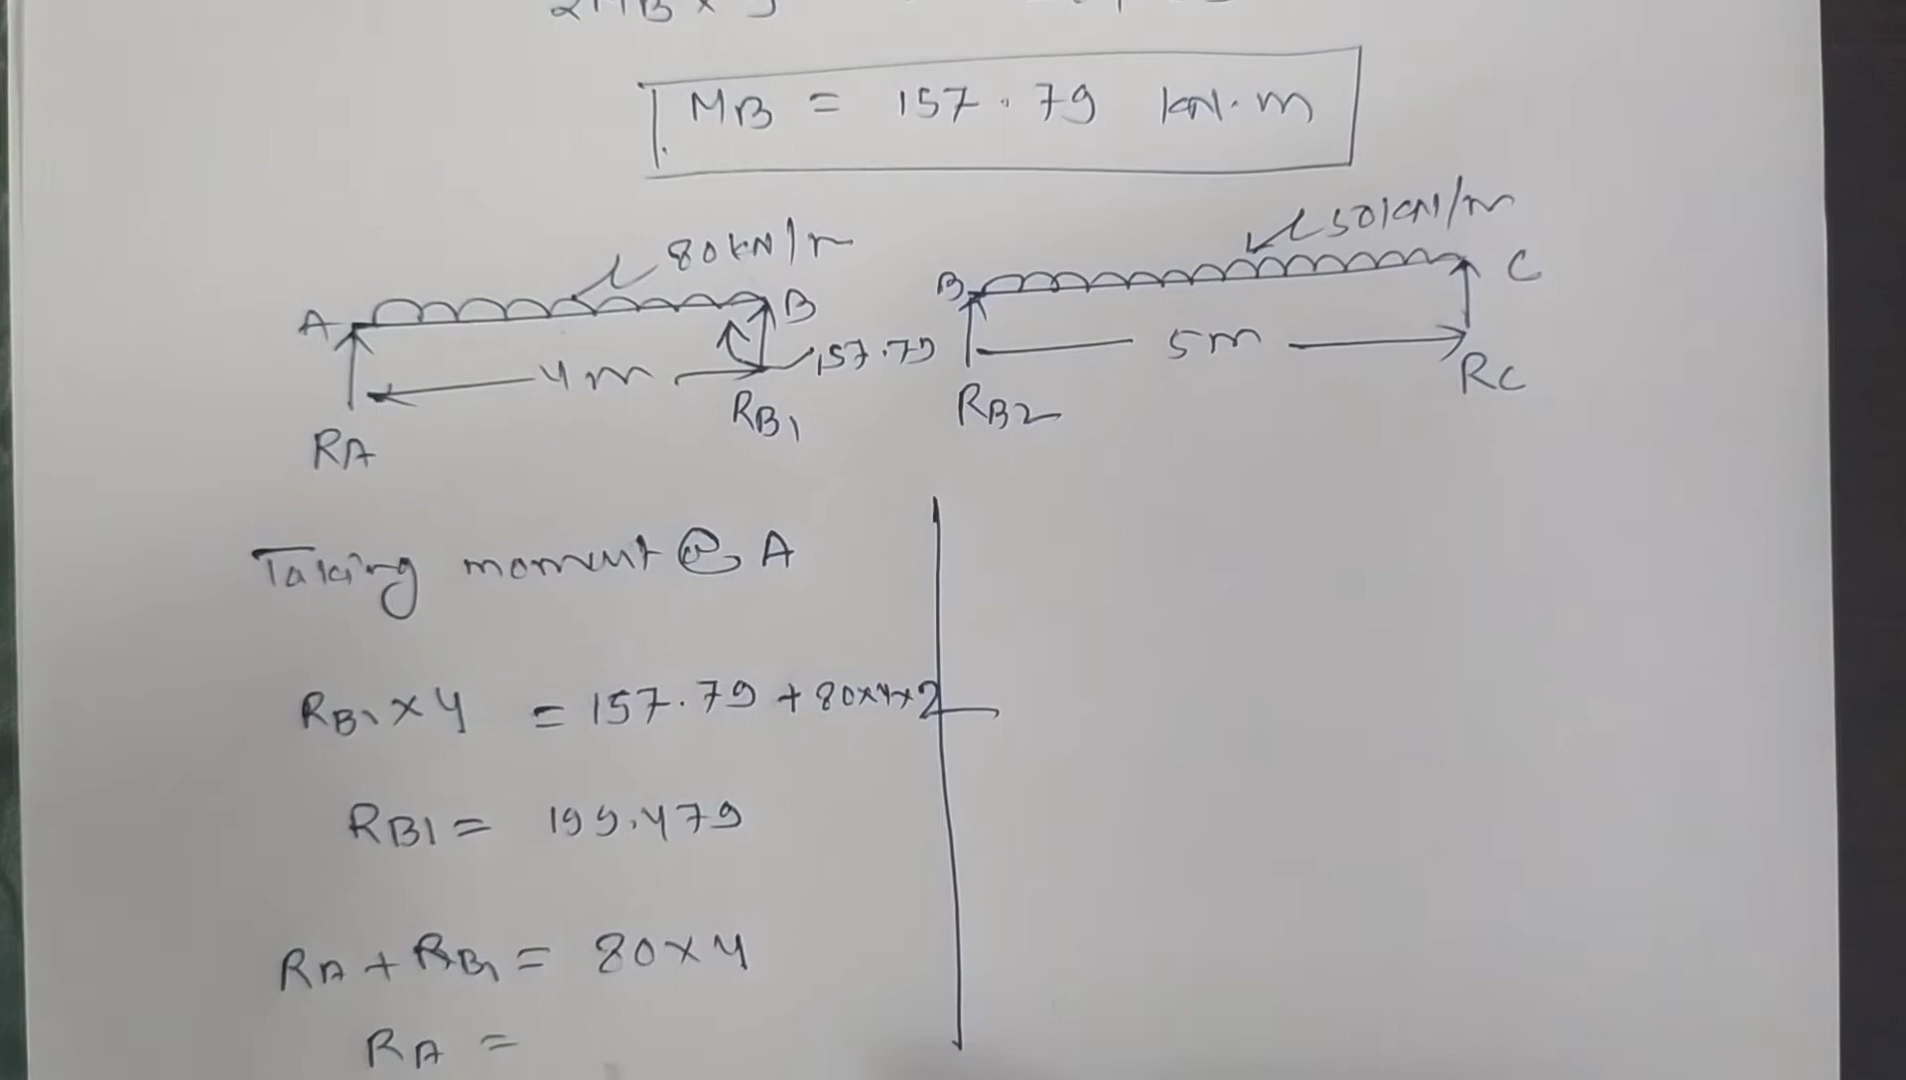 MB = 157.79 kN.m
80kN/m
50kN/m
A
B
B
C
4m
157.79
5m
RA
RB1
RB2
RC
Taking moment @ A
RB1 x 4 = 157.79 + 80x4x2
RB1 = 199.479
RA + RB1 = 80 x 4
RA =